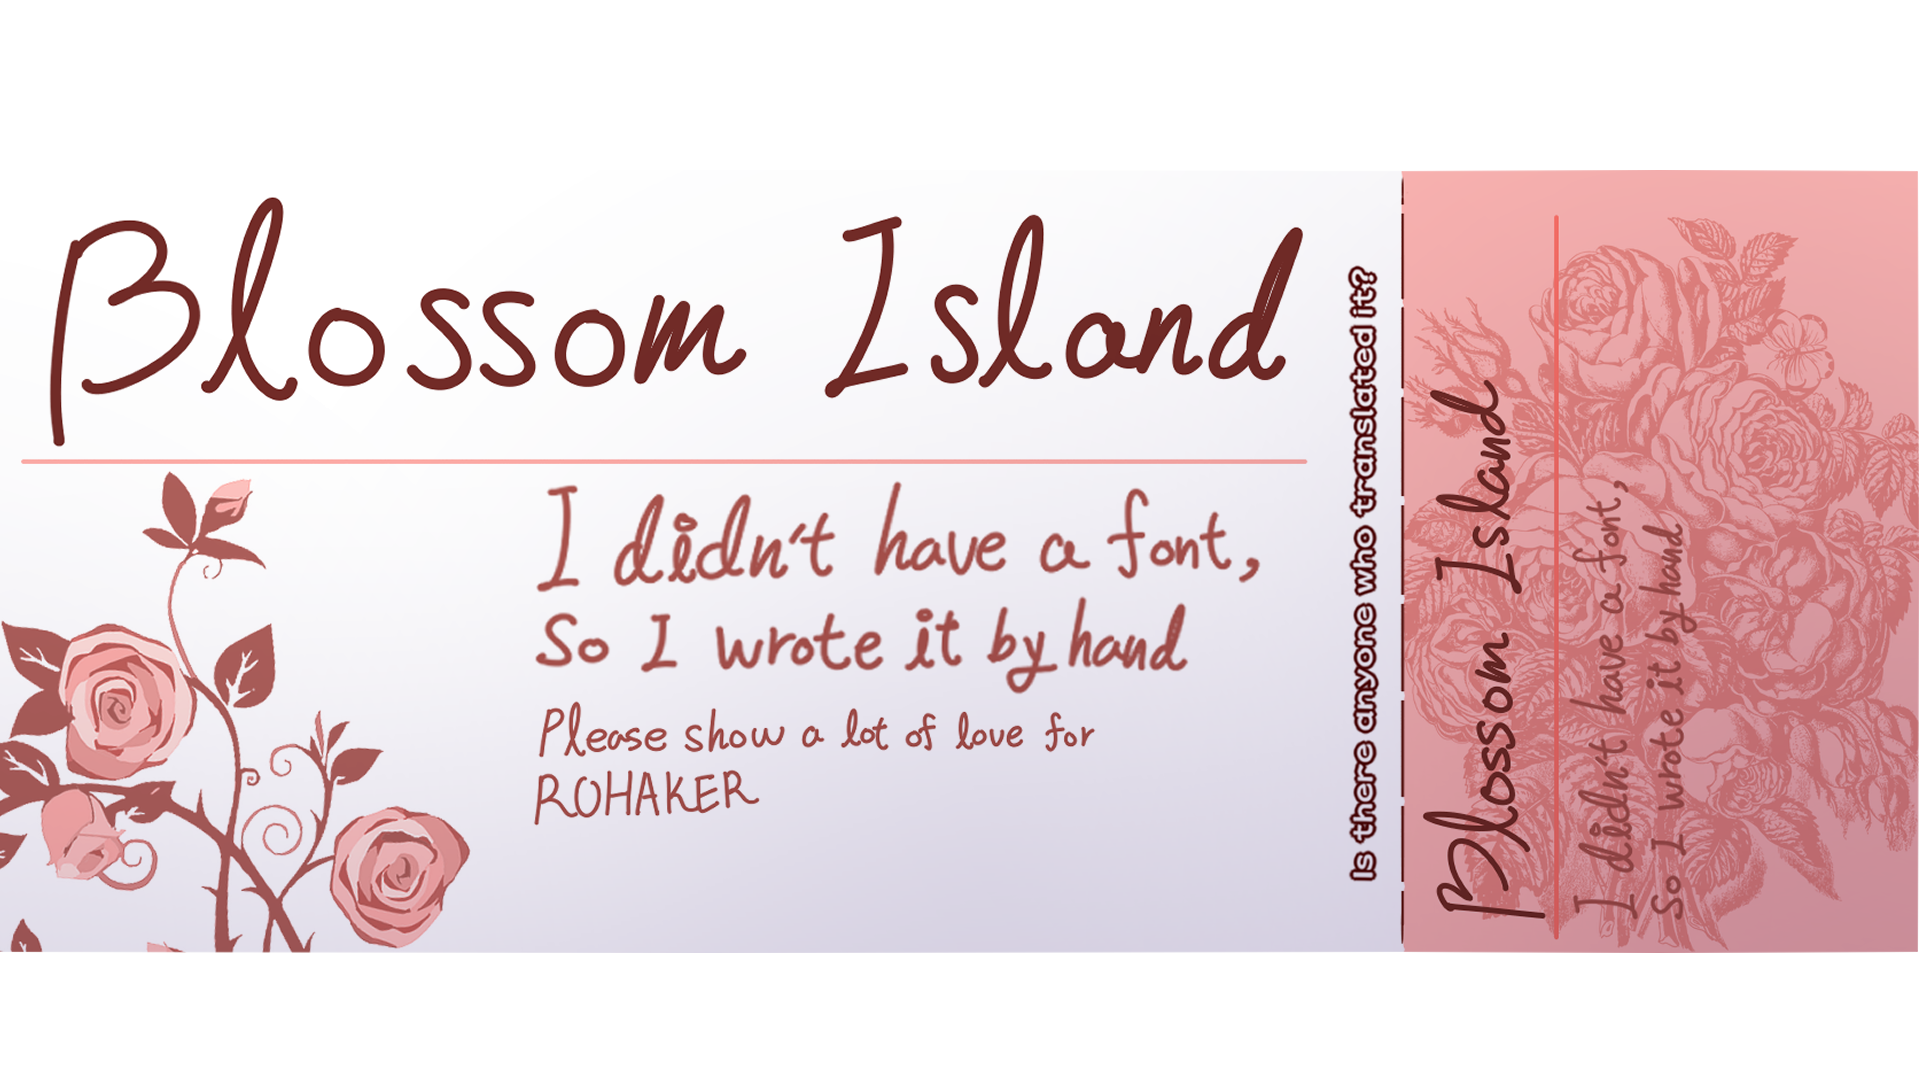 Blossom Island
I didn't have a font,
So I wrote it by hand
Please show a lot of love for
ROHAKER
Is there anyone who translated it?
Blossom Island
I didn't have a font,
So I wrote it by hand